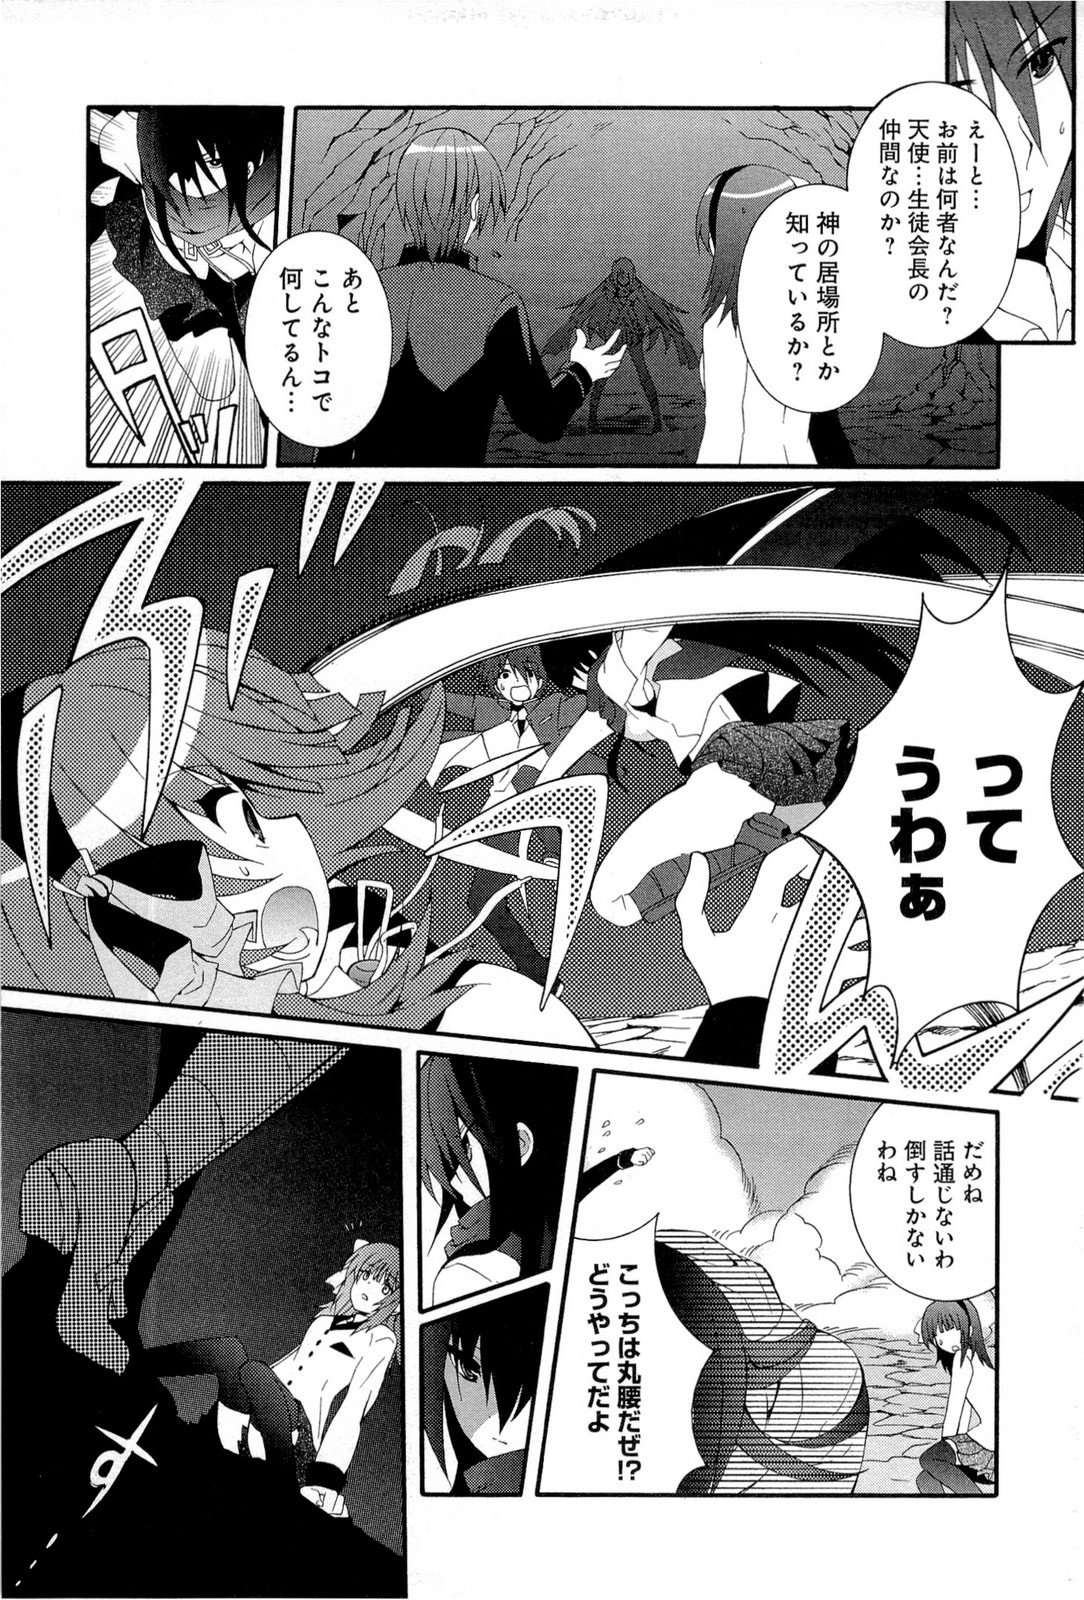 えーと…
お前は何者なんだ?
天使…生徒会長の
仲間なのか?
神の居場所とか
知っているか?
あと
こんなトコで
何してるん…
ダッ
って
うわぁ
だめね
話通じないわ
倒すしかない
わね
こっちは丸腰だぜ!?
どうやってだよ